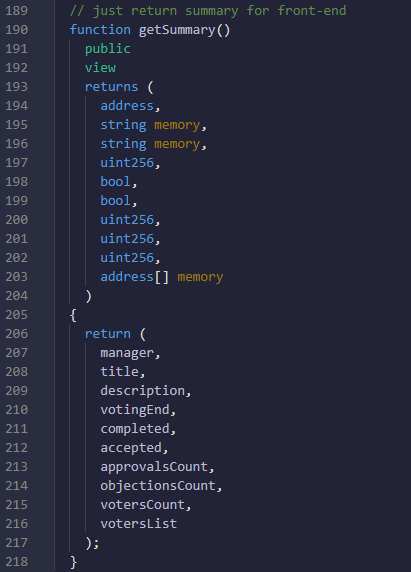 189 // just return summary for front-end
190 function getSummary()
191 public
192 view
193 returns (
194 address,
195 string memory,
196 string memory,
197 uint256,
198 bool,
199 bool,
200 uint256,
201 uint256,
202 uint256,
203 address[] memory
204 )
205 {
206 return (
207 manager,
208 title,
209 description,
210 votingEnd,
211 completed,
212 accepted,
213 approvalsCount,
214 objectionsCount,
215 votersCount,
216 votersList
217 );
218 }